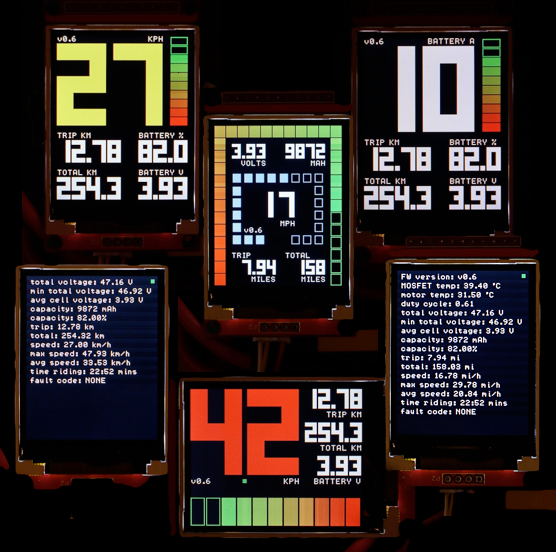 v0.6 KPH
27
TRIP KM BATTERY %
12.78 82.0
TOTAL KM BATTERY V
254.3 3.93
v0.6 BATTERY A
10
TRIP KM BATTERY %
12.78 82.0
TOTAL KM BATTERY V
254.3 3.93
3.93 9872
VOLTS MAH
17
MPH
v0.6
TRIP TOTAL
7.94 158
MILES MILES
total voltage: 47.16 V
min total voltage: 46.92 V
avg cell voltage: 3.93 V
capacity: 9872 mAh
capacity: 82.00%
trip: 12.78 km
total: 254.32 km
speed: 27.00 km/h
max speed: 47.93 km/h
avg speed: 33.53 km/h
time riding: 22:52 mins
fault code: NONE
FW version: v0.6
MOSFET temp: 39.40 °C
motor temp: 31.50 °C
duty cycle: 0.61
total voltage: 47.16 V
min total voltage: 46.92 V
avg cell voltage: 3.93 V
capacity: 9872 mAh
capacity: 82.00%
trip: 7.94 mi
total: 158.03 mi
speed: 16.78 mi/h
max speed: 29.78 mi/h
avg speed: 20.84 mi/h
time riding: 22:52 mins
fault code: NONE
42
12.78
TRIP KM
254.3
TOTAL KM
3.93
v0.6 KPH BATTERY V